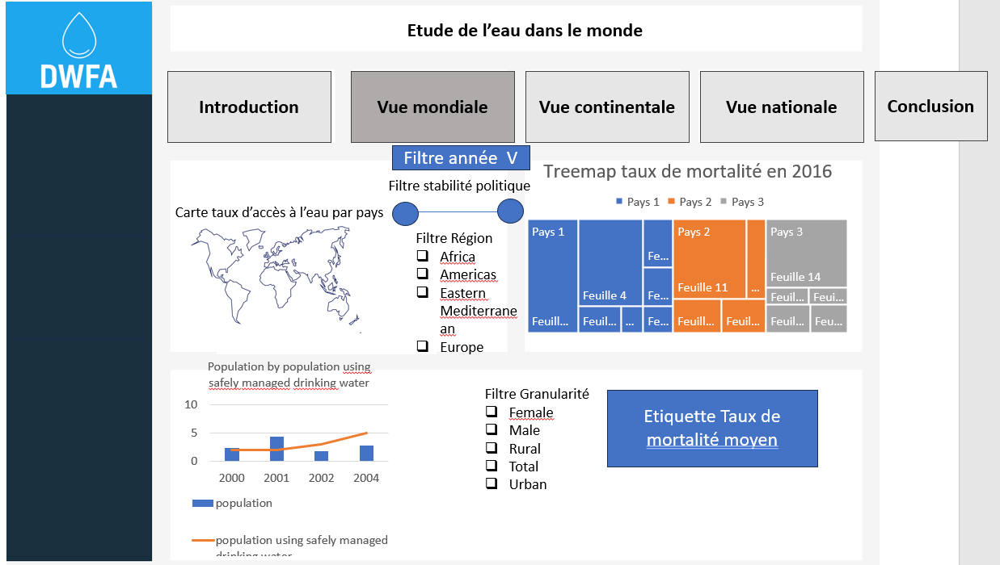 DWFA
Etude de l’eau dans le monde
Introduction
Vue mondiale
Vue continentale
Vue nationale
Conclusion
Filtre année V
Filtre stabilité politique
Carte taux d’accès à l’eau par pays
Filtre Région
Africa
Americas
Eastern
Mediterrane
an
Europe
Treemap taux de mortalité en 2016
Pays 1 Pays 2 Pays 3
Pays 1
Feuill...
Feuille 4
Feuil...
...
Fe...
Fe...
Fe...
Pays 2
Feuille 11
...
Feuil...
Feuil...
Pays 3
Feuille 14
Feuil...
Feui...
Feuil...
Feu...
Population by population using
safely managed drinking water
10
5
0
2000 2001 2002 2004
population
population using safely managed
drinking water
Filtre Granularité
Female
Male
Rural
Total
Urban
Etiquette Taux de
mortalité moyen